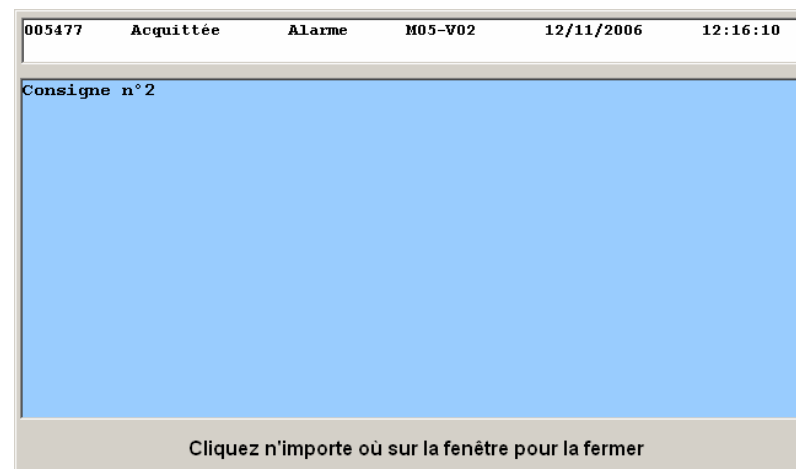 005477 Acquittée Alarme M05-V02 12/11/2006 12:16:10
Consigne n°2
Cliquez n'importe où sur la fenêtre pour la fermer